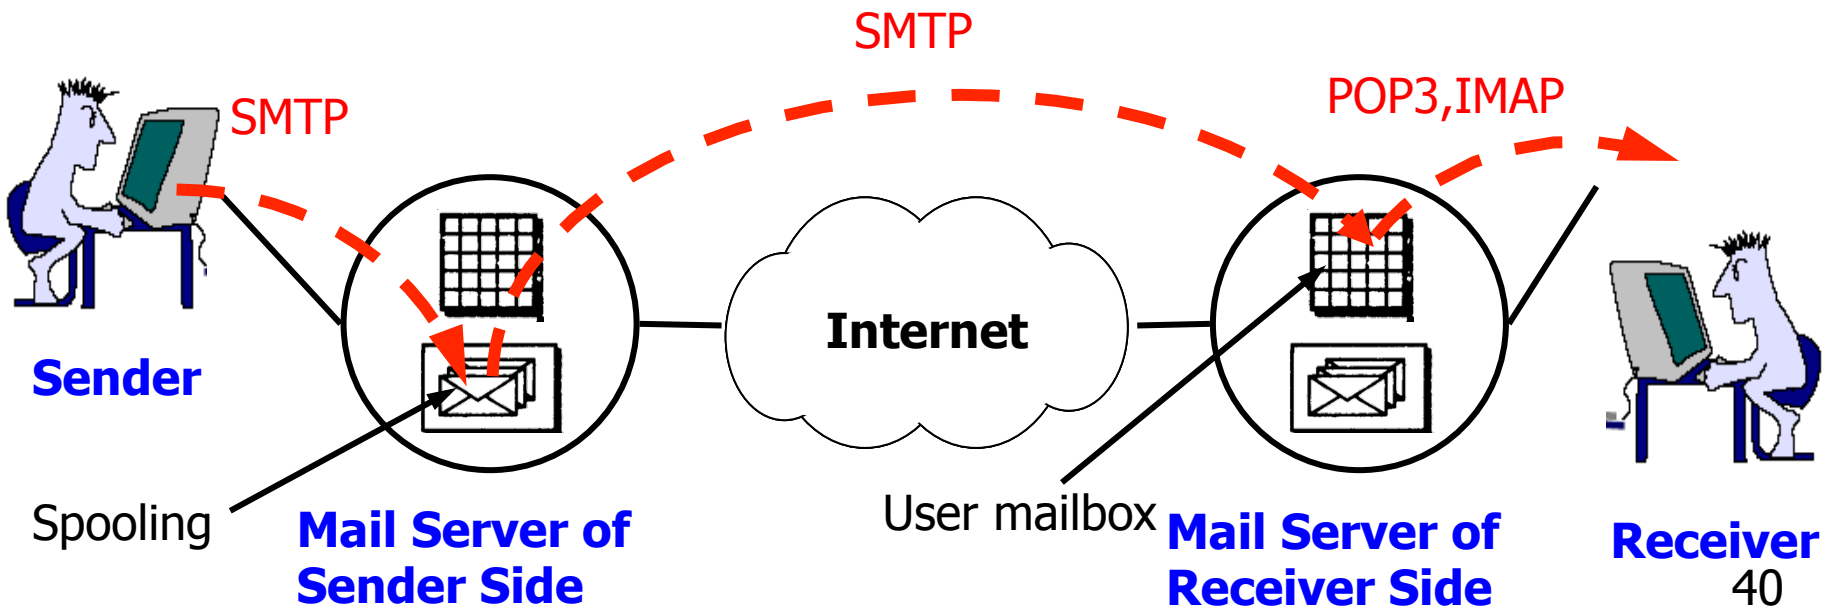 SMTP
SMTP
POP3,IMAP
Internet
Sender
Spooling
Mail Server of
Sender Side
User mailbox
Mail Server of
Receiver Side
Receiver
40